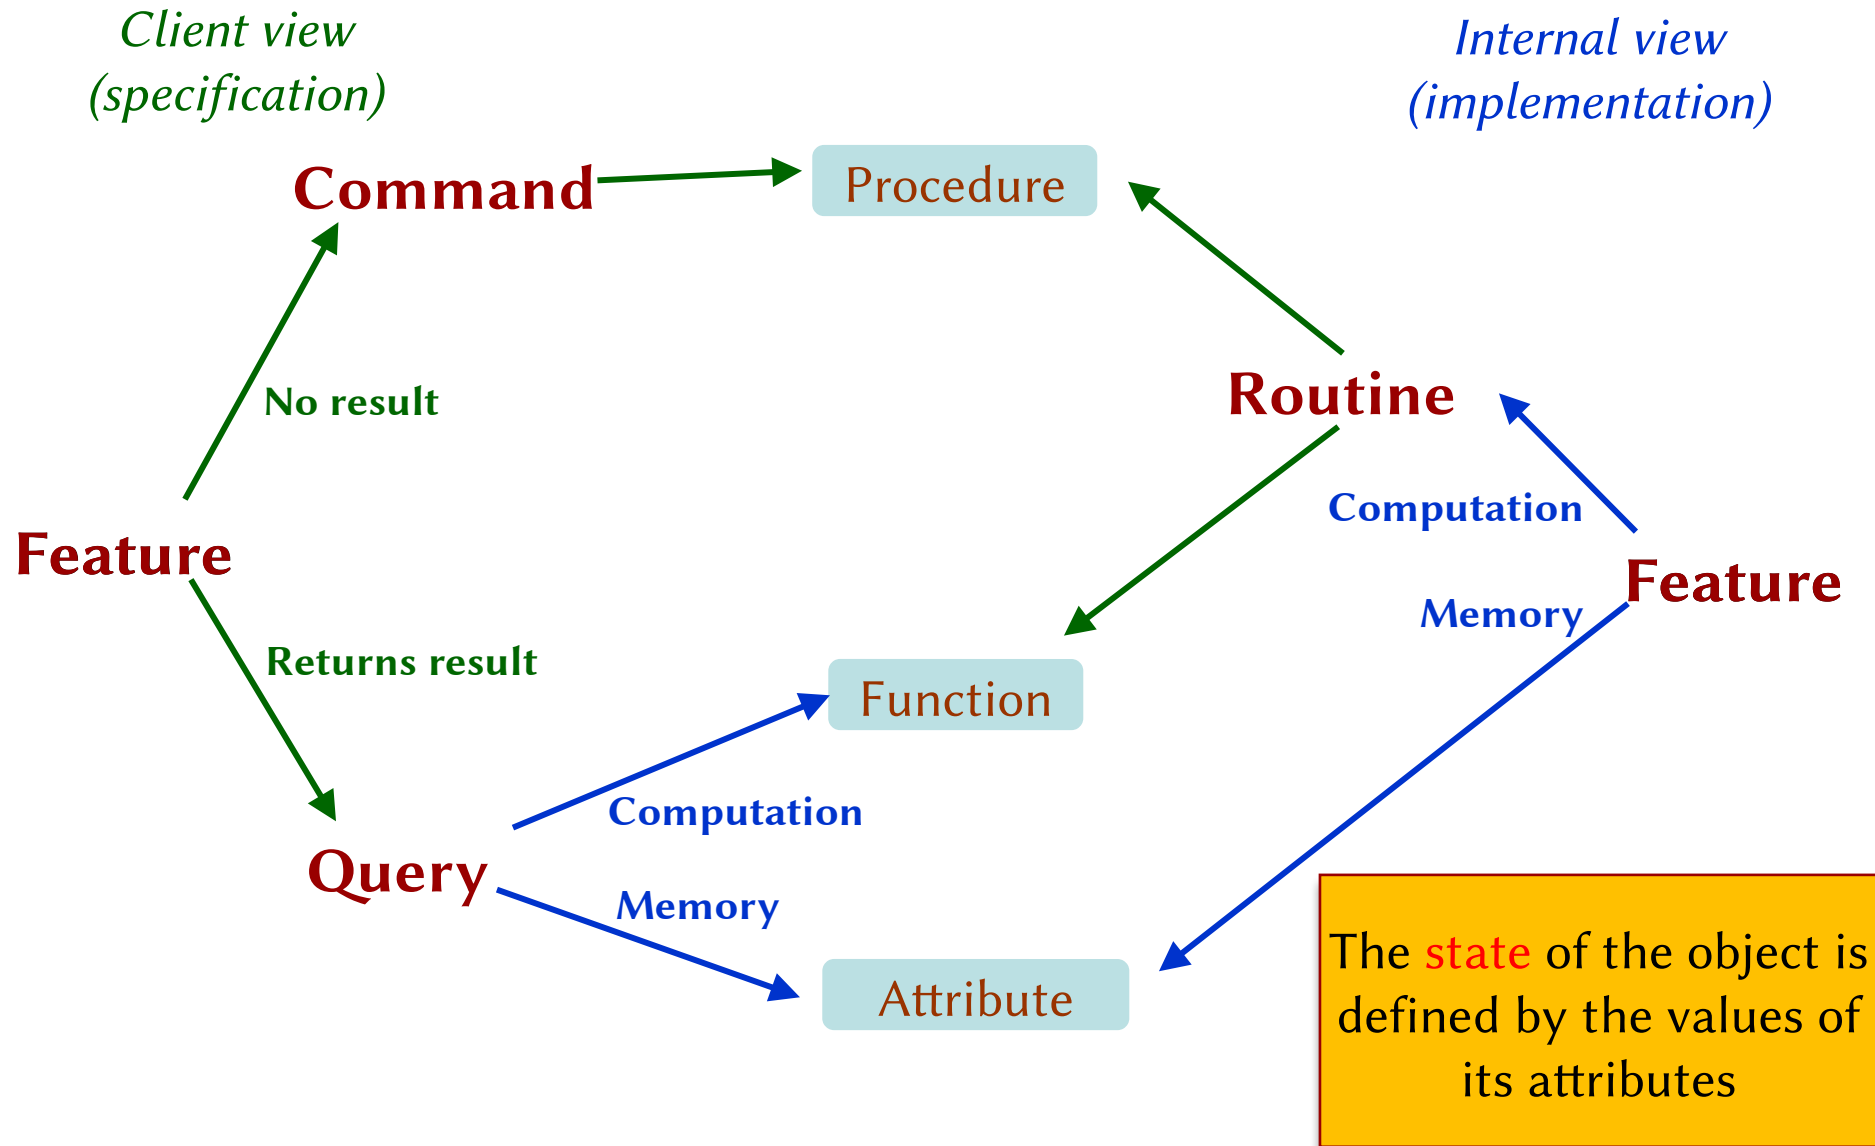 Client view
(specification)
Internal view
(implementation)
Command
Procedure
Routine
No result
Computation
Feature
Feature
Memory
Returns result
Function
Computation
Query
Memory
Attribute
The state of the object is
defined by the values of
its attributes